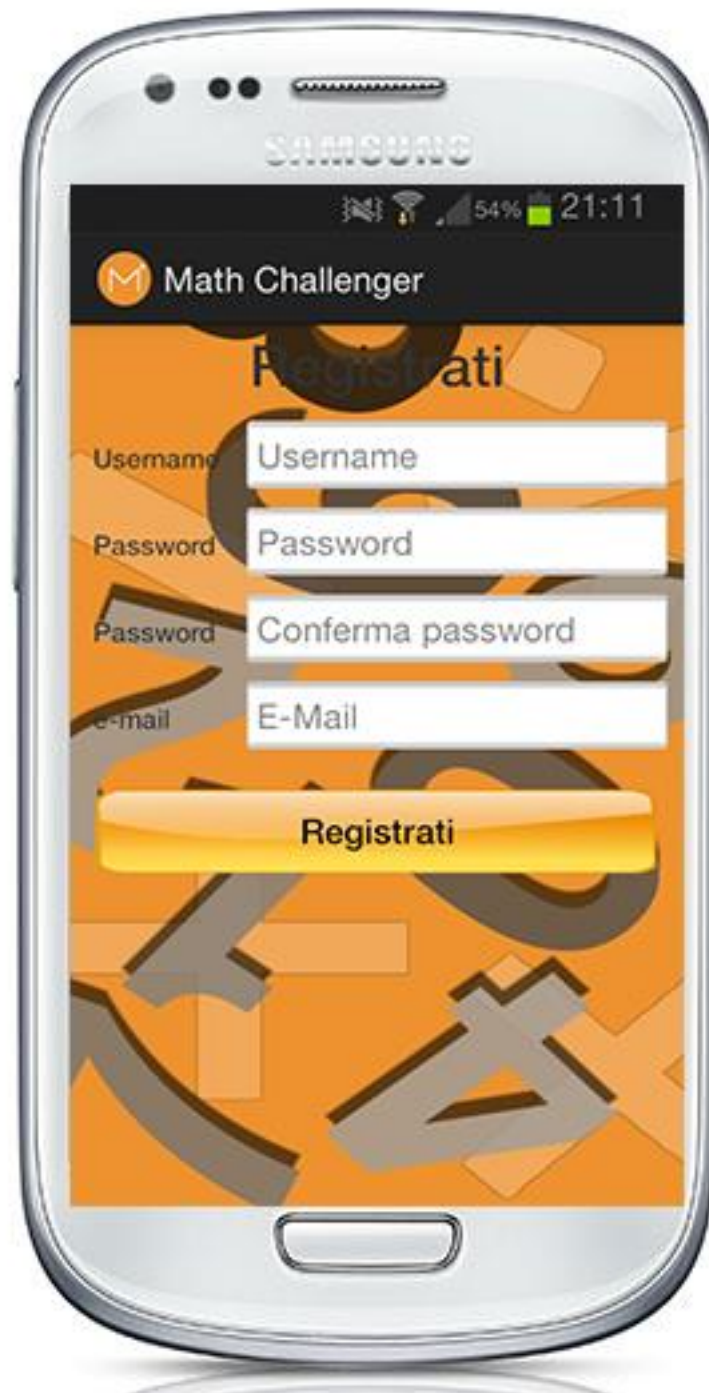 SAMSUNG
54% 21:11
Math Challenger
Registrati
Username Username
Password Password
Password Conferma password
e-mail E-Mail
Registrati